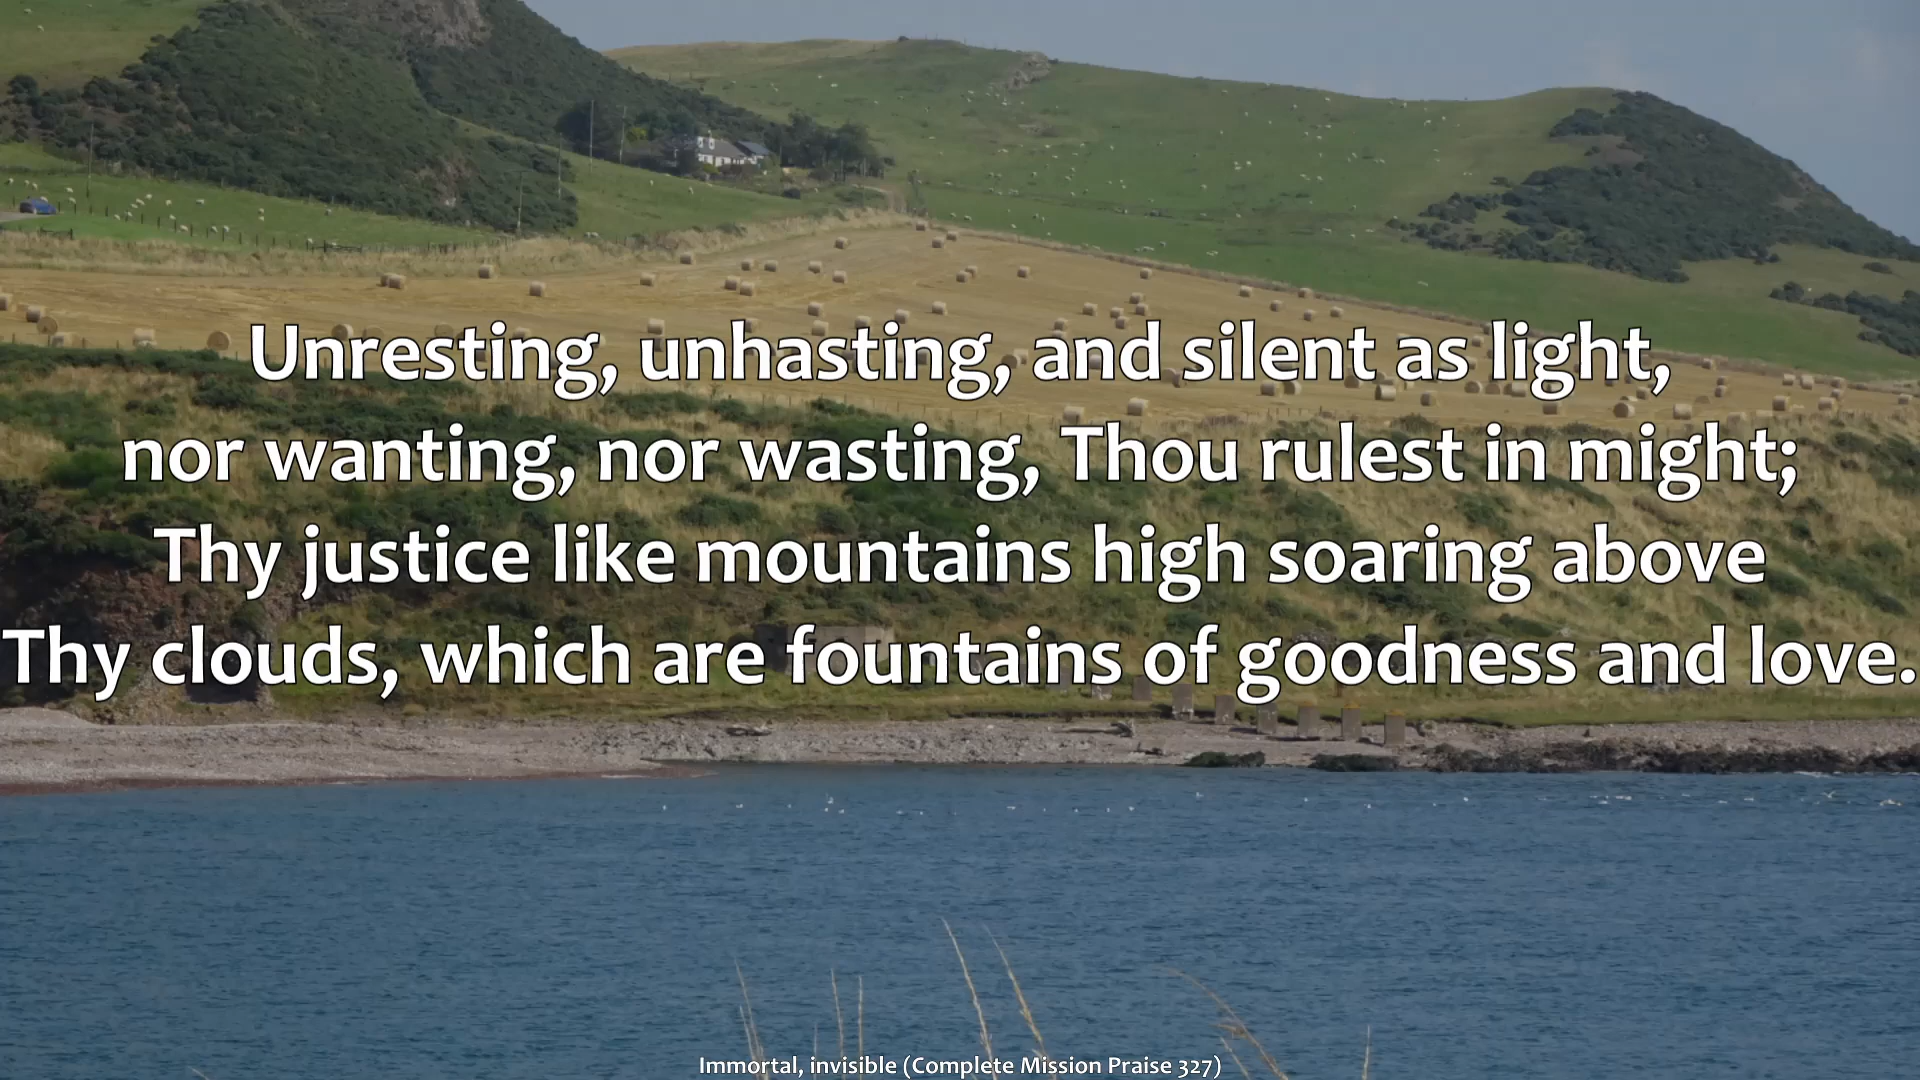 Unresting, unhasting, and silent as light,
nor wanting, nor wasting, Thou rulest in might;
Thy justice like mountains high soaring above
Thy clouds, which are fountains of goodness and love.
Immortal, invisible (Complete Mission Praise 327)